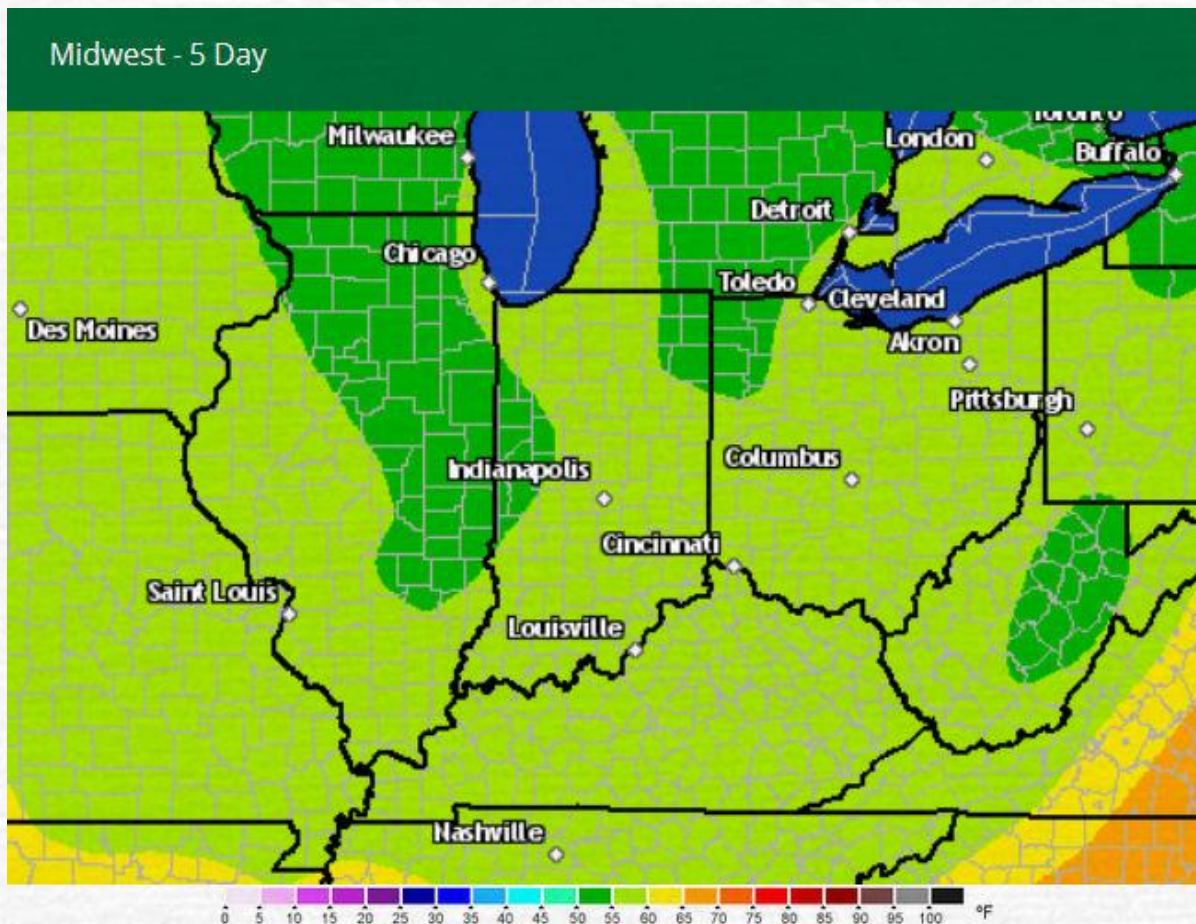 Midwest - 5 Day
Toronto
Milwaukee
London
Buffalo
Detroit
Chicago
Toledo
Cleveland
Des Moines
Akron
Pittsburgh
Indianapolis
Columbus
Cincinnati
Saint Louis
Louisville
Nashville
0 5 10 15 20 25 30 35 40 45 50 55 60 65 70 75 80 85 90 95 100 °F